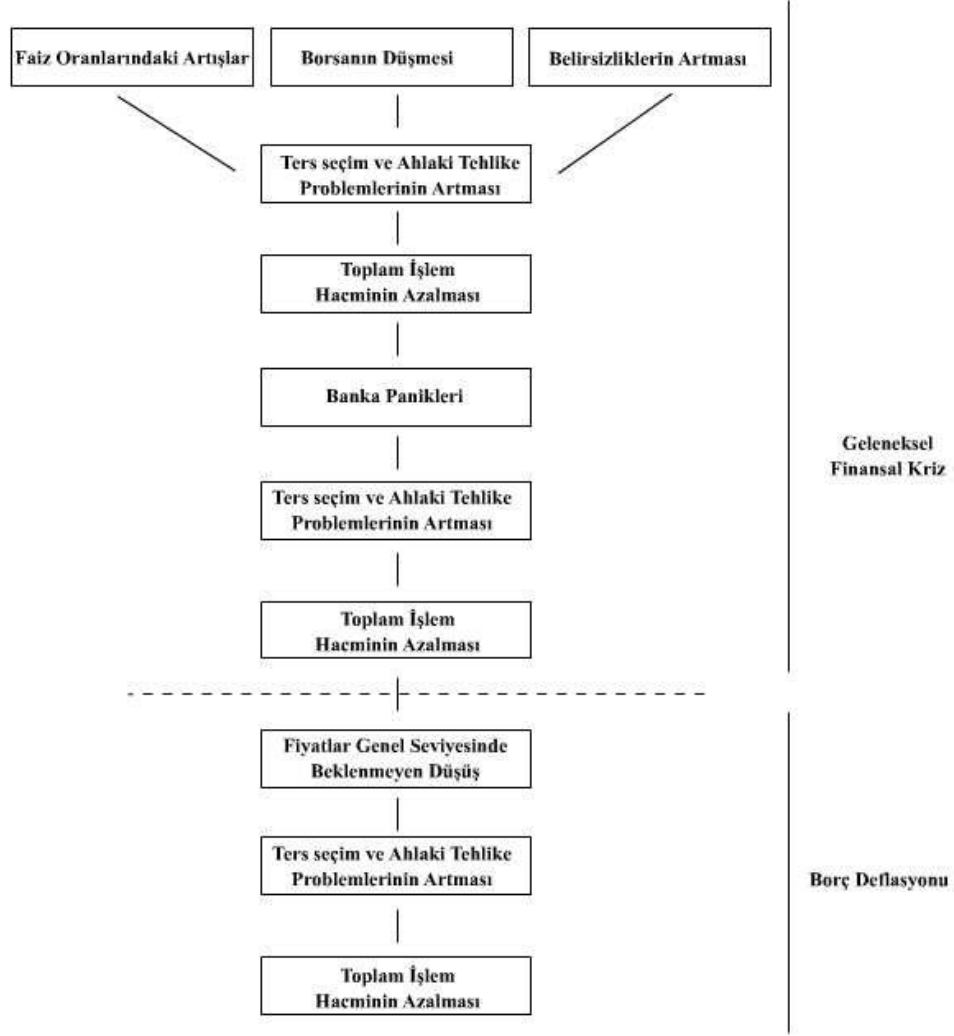 Faiz Oranlarındaki Artışlar
Borsanın Düşmesi
Belirsizliklerin Artması
Ters seçim ve Ahlaki Tehlike
Problemlerinin Artması
Toplam İşlem
Hacminin Azalması
Banka Panikleri
Geleneksel
Finansal Kriz
Ters seçim ve Ahlaki Tehlike
Problemlerinin Artması
Toplam İşlem
Hacminin Azalması
Fiyatlar Genel Seviyesinde
Beklenmeyen Düşüş
Ters seçim ve Ahlaki Tehlike
Problemlerinin Artması
Borç Deflasyonu
Toplam İşlem
Hacminin Azalması